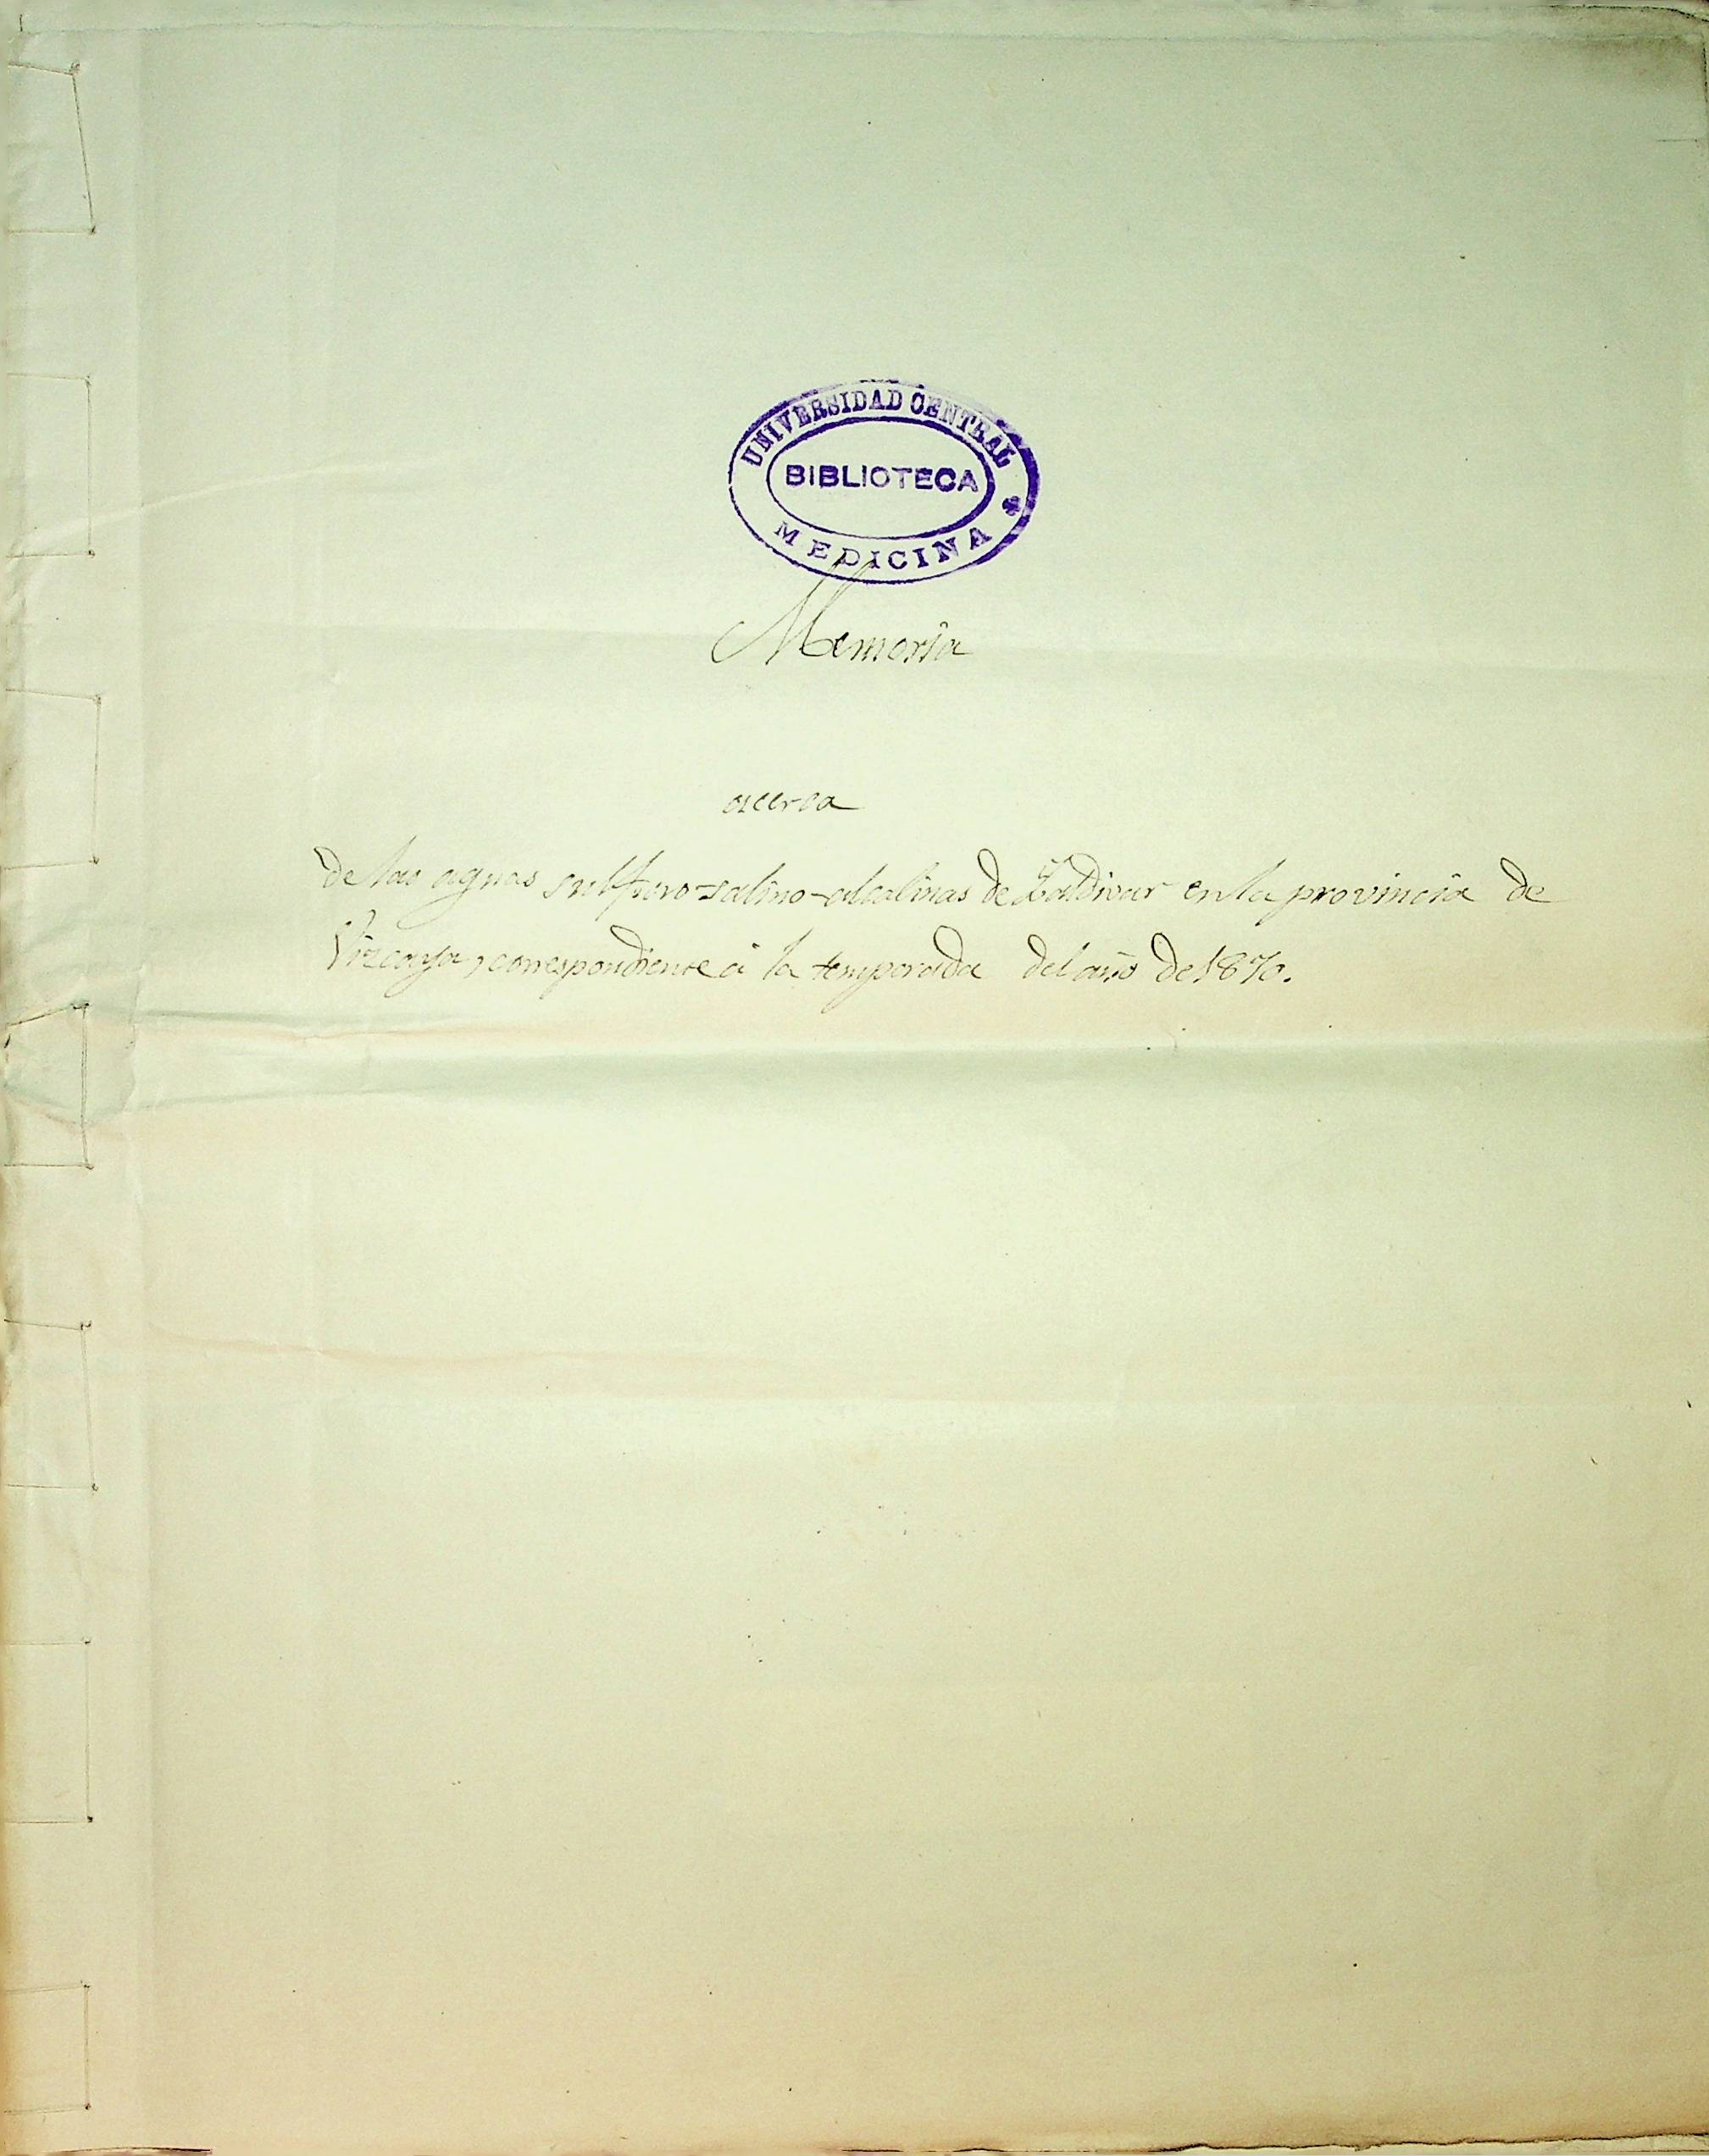 UNIVERSIDAD CENTRAL
BIBLIOTECA
MEDICINA
Memoria
acerca
de las aguas sulfuro-salino-alcalinas de Zaldivar en la provincia de
Vizcaya, correspondiente á la temporada del año de 1870.